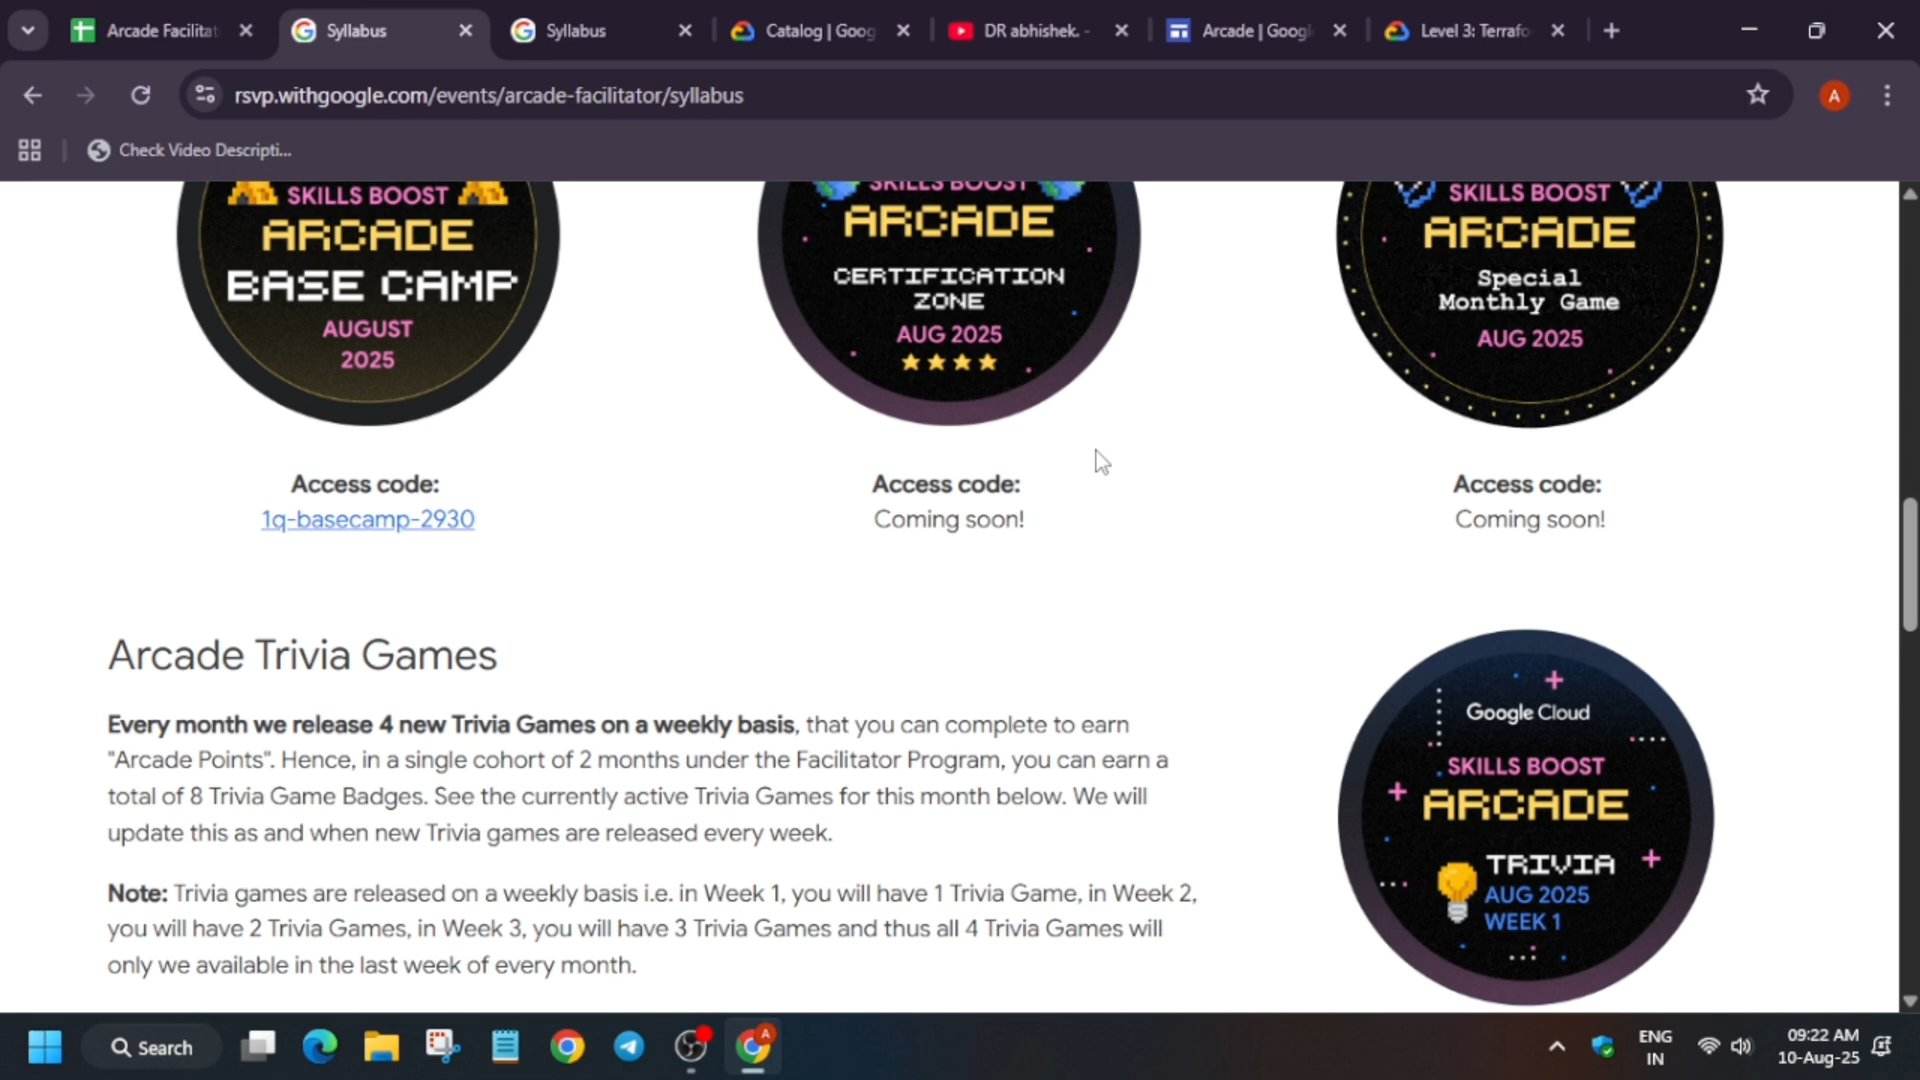 Arcade Facilitat
Syllabus
Syllabus
Catalog | Goog
DR abhishek. -
Arcade | Googl
Level 3: Terrafo
rsvp.withgoogle.com/events/arcade-facilitator/syllabus
A
Check Video Descripti...
SKILLS BOOST
ARCADE
BASE CAMP
AUGUST
2025
SKILLS BOOST
ARCADE
CERTIFICATION
ZONE
AUG 2025
SKILLS BOOST
ARCADE
Special
Monthly Game
AUG 2025
Access code:
1q-basecamp-2930
Access code:
Coming soon!
Access code:
Coming soon!
Arcade Trivia Games
Every month we release 4 new Trivia Games on a weekly basis, that you can complete to earn
"Arcade Points". Hence, in a single cohort of 2 months under the Facilitator Program, you can earn a
total of 8 Trivia Game Badges. See the currently active Trivia Games for this month below. We will
update this as and when new Trivia games are released every week.
Note: Trivia games are released on a weekly basis i.e. in Week 1, you will have 1 Trivia Game, in Week 2,
you will have 2 Trivia Games, in Week 3, you will have 3 Trivia Games and thus all 4 Trivia Games will
only we available in the last week of every month.
Google Cloud
SKILLS BOOST
ARCADE
TRIVIA
AUG 2025
WEEK 1
Search
A
ENG
IN
09:22 AM
10-Aug-25